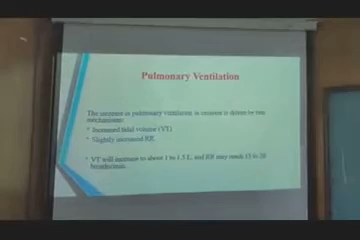 Pulmonary Ventilation
The increase in pulmonary ventilation in exercise is driven by two
mechanisms:
Increased tidal volume (VT)
Slightly increased RR
VT will increase to about 1 to 1.5 L, and RR may reach 15 to 20
breaths/min.